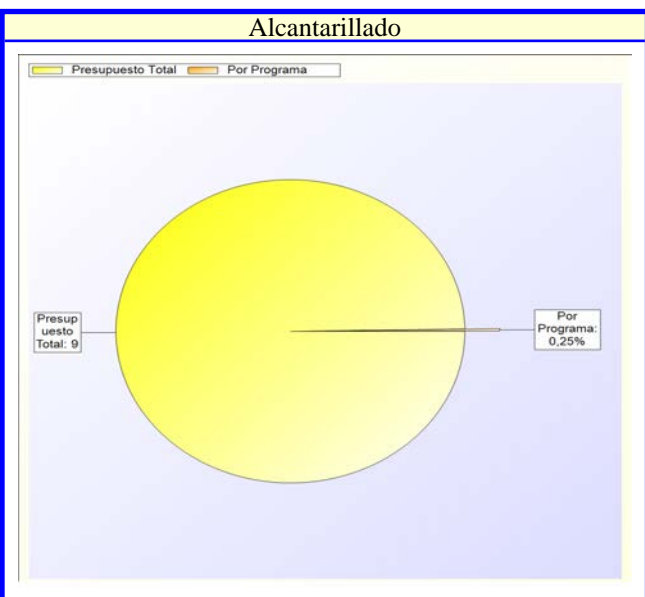 Alcantarillado
Presupuesto Total Por Programa
Presup
uesto
Total: 9
Por
Programa:
0,25%